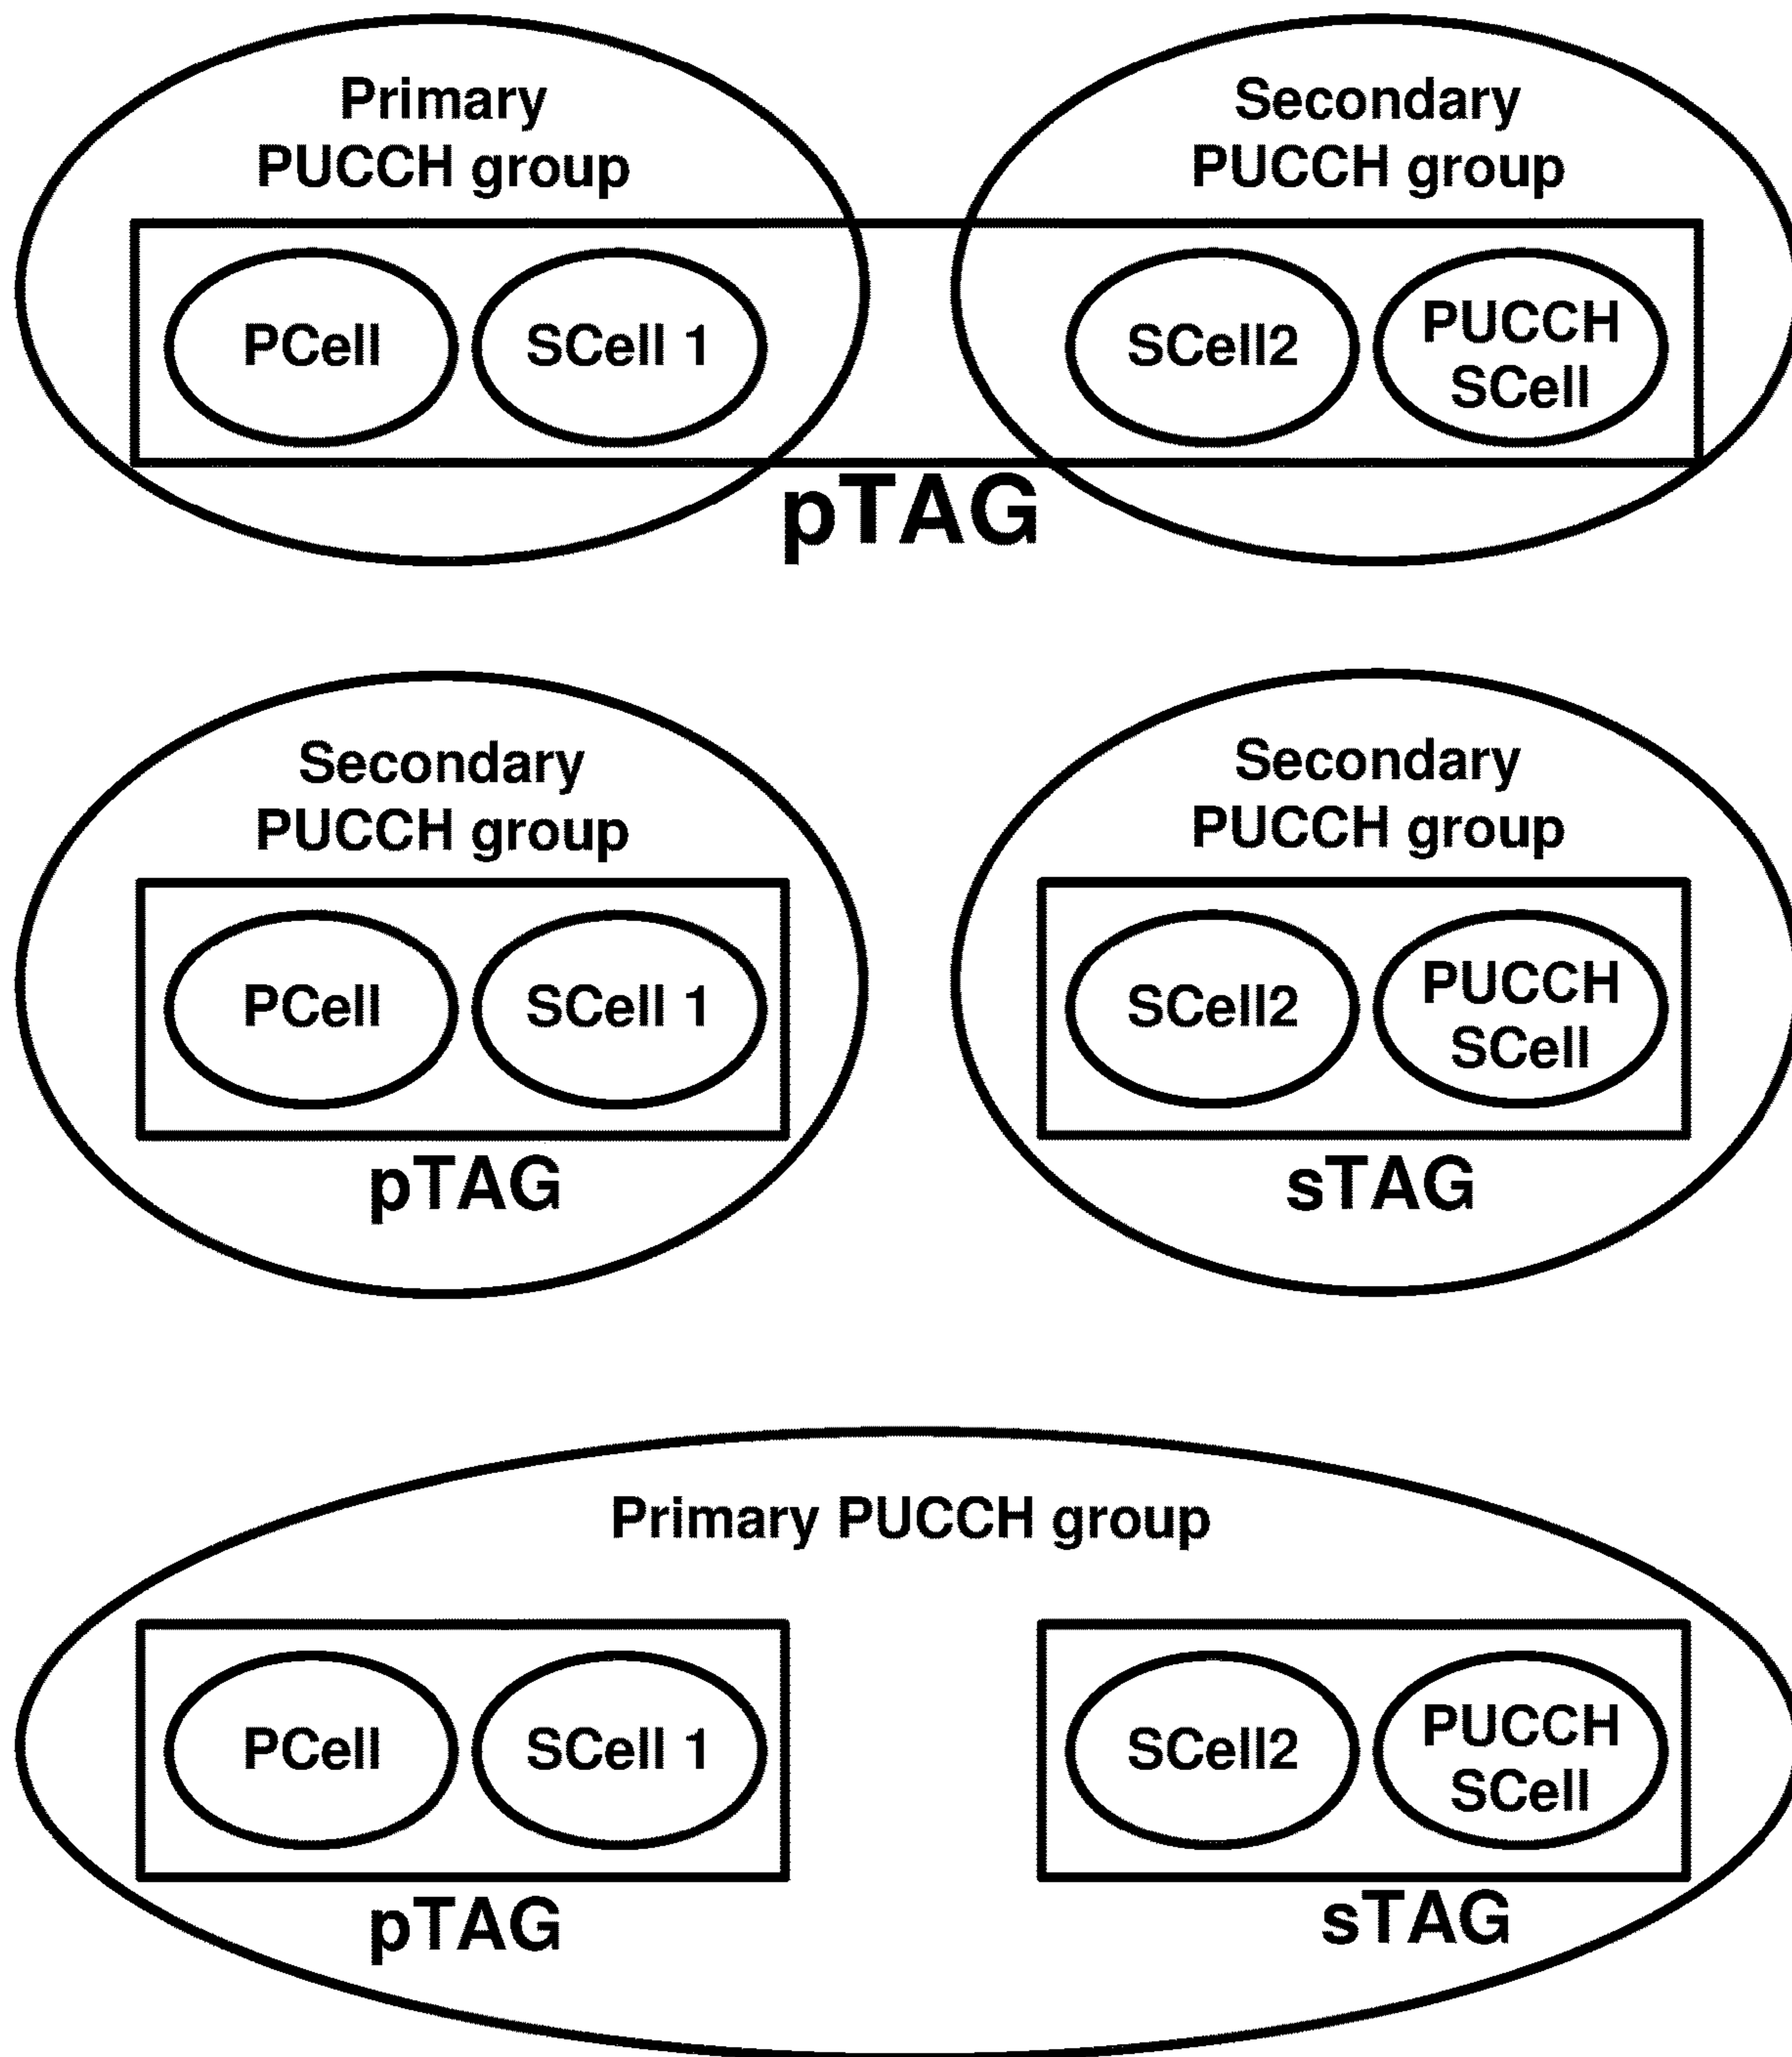 Primary
PUCCH group
Secondary
PUCCH group
PCell
SCell 1
SCell2
PUCCH
SCell
pTAG
Secondary
PUCCH group
Secondary
PUCCH group
PCell
SCell 1
SCell2
PUCCH
SCell
pTAG
sTAG
Primary PUCCH group
PCell
SCell 1
SCell2
PUCCH
SCell
pTAG
sTAG